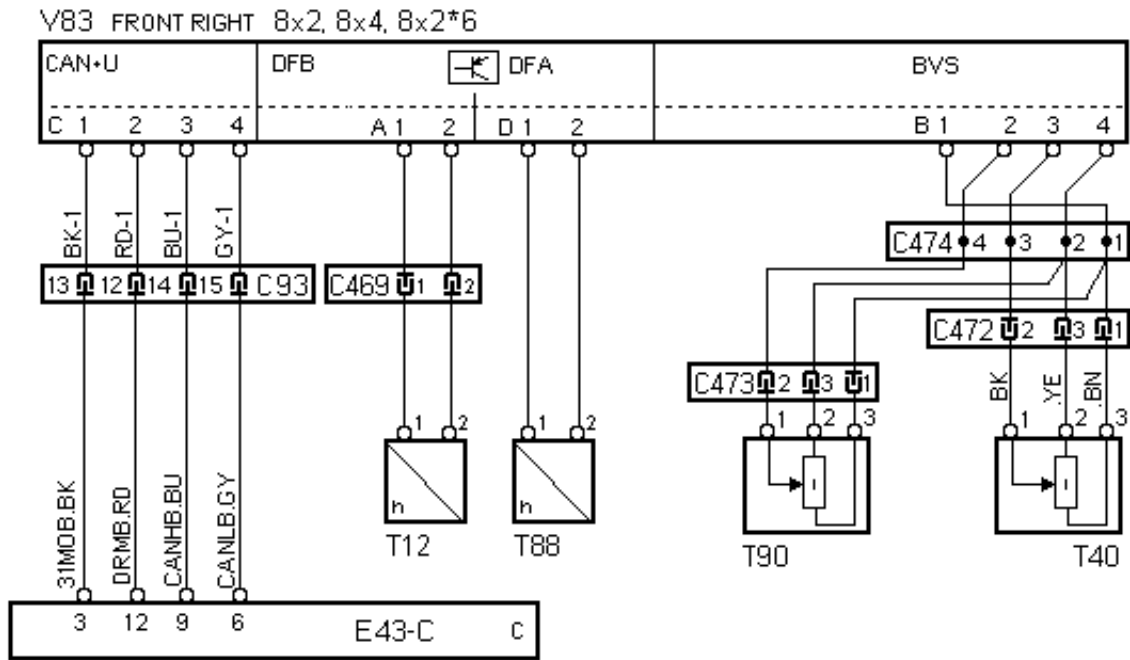 V83 FRONT RIGHT 8x2, 8x4, 8x2*6
CAN+U DFB DFA BVS
C 1 2 3 4 A 1 2 D 1 2 B 1 2 3 4
BK-1 RD-1 BU-1 GY-1
C474 4 3 2 1
13 12 14 15 C93 C469 1 2
C472 2 3 1
C473 2 3 1
BK .YE .BN
1 2 1 2 1 2 3 1 2 3
h h
T12 T88 T90 T40
31MOB.BK DRMB.RD CANHB.BU CANLB.GY
3 12 9 6 E43-C C